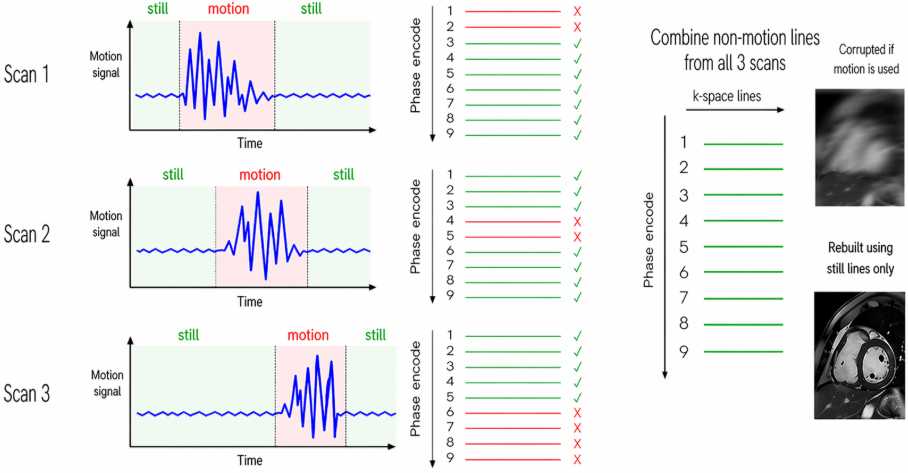 still motion still
Scan 1
Motion
signal
Time
Phase encode
1 X
2 X
3 ✓
4 ✓
5 ✓
6 ✓
7 ✓
8 ✓
9 ✓
still motion still
Scan 2
Motion
signal
Time
Phase encode
1 ✓
2 ✓
3 ✓
4 X
5 X
6 ✓
7 ✓
8 ✓
9 ✓
still motion still
Scan 3
Motion
signal
Time
Phase encode
1 ✓
2 ✓
3 ✓
4 ✓
5 ✓
6 X
7 X
8 X
9 X
Combine non-motion lines
from all 3 scans
k-space lines
Phase encode
1
2
3
4
5
6
7
8
9
Corrupted if
motion is used
Rebuilt using
still lines only